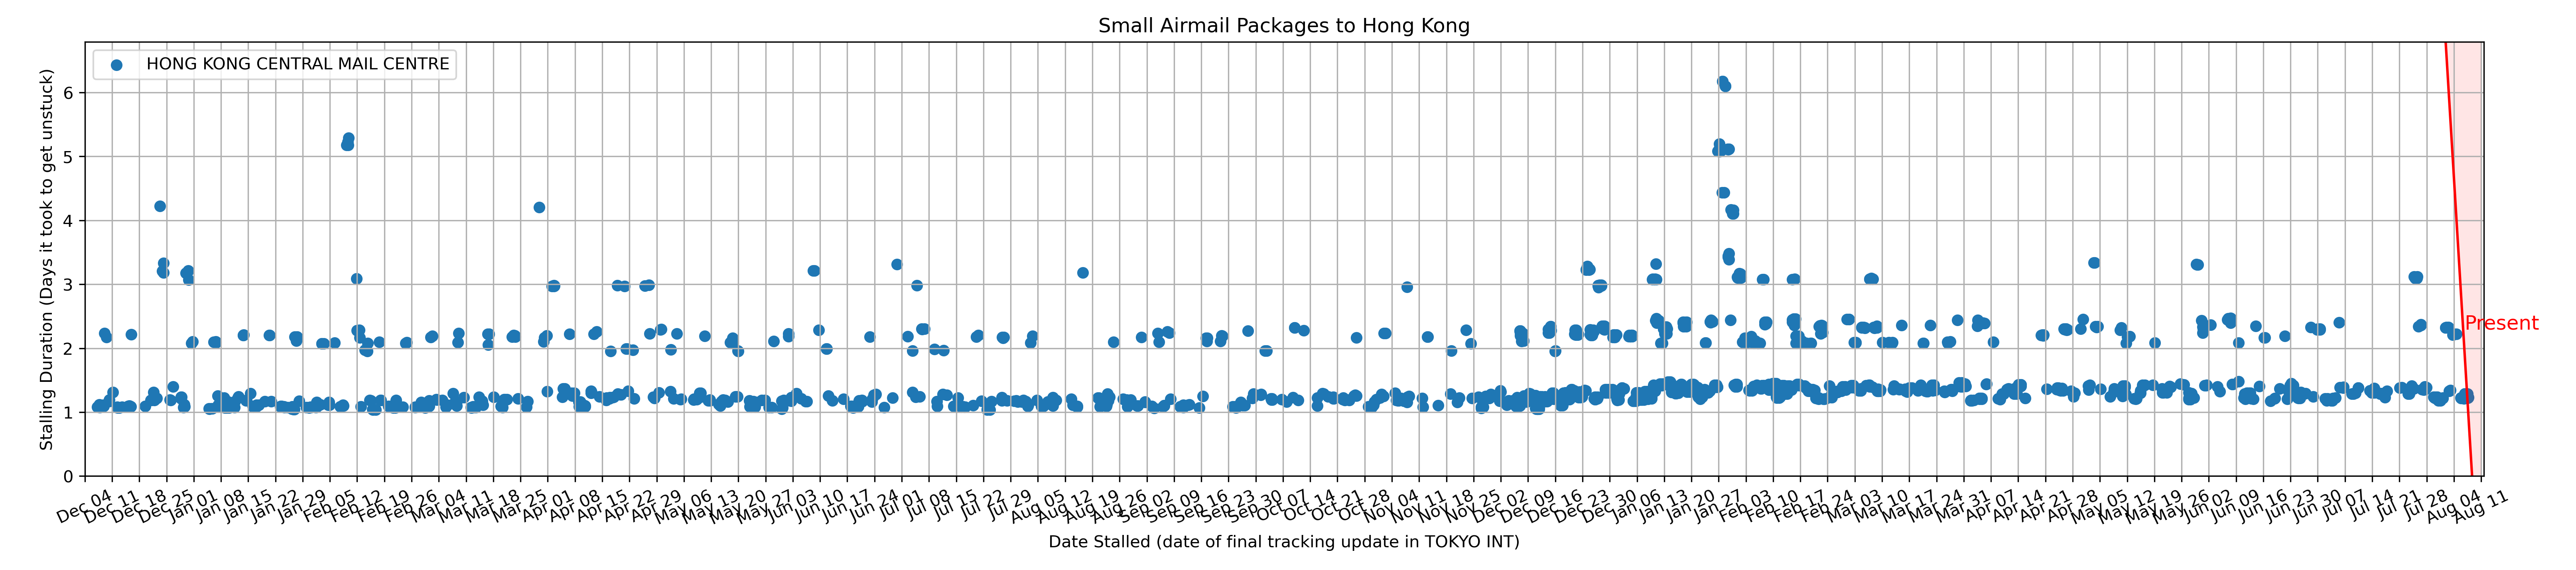 Small Airmail Packages to Hong Kong
HONG KONG CENTRAL MAIL CENTRE
Stalling Duration (Days it took to get unstuck)
6
5
4
3
2
1
0
Present
Dec 04 Dec 11 Dec 18 Dec 25 Jan 01 Jan 08 Jan 15 Jan 22 Jan 29 Feb 05 Feb 12 Feb 19 Feb 26 Mar 04 Mar 11 Mar 18 Mar 25 Apr 01 Apr 08 Apr 15 Apr 22 Apr 29 May 06 May 13 May 20 May 27 Jun 03 Jun 10 Jun 17 Jun 24 Jul 01 Jul 08 Jul 15 Jul 22 Jul 29 Aug 05 Aug 12 Aug 19 Aug 26 Sep 02 Sep 09 Sep 16 Sep 23 Sep 30 Oct 07 Oct 14 Oct 21 Oct 28 Nov 04 Nov 11 Nov 18 Nov 25 Dec 02 Dec 09 Dec 16 Dec 23 Dec 30 Jan 06 Jan 13 Jan 20 Jan 27 Feb 03 Feb 10 Feb 17 Feb 24 Mar 03 Mar 10 Mar 17 Mar 24 Mar 31 Apr 07 Apr 14 Apr 21 Apr 28 May 05 May 12 May 19 May 26 Jun 02 Jun 09 Jun 16 Jun 23 Jun 30 Jul 07 Jul 14 Jul 21 Jul 28 Aug 04 Aug 11
Date Stalled (date of final tracking update in TOKYO INT)